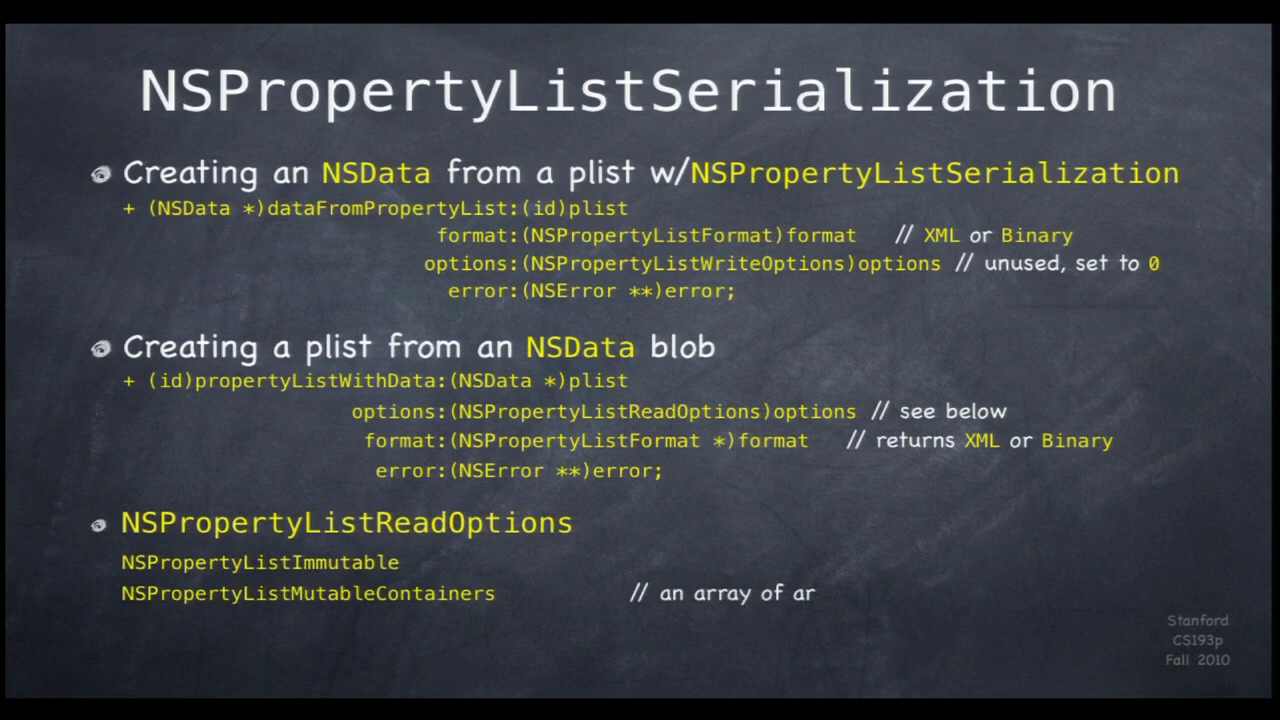 NSPropertyListSerialization
Creating an NSData from a plist w/NSPropertyListSerialization
+ (NSData *)dataFromPropertyList:(id)plist
format:(NSPropertyListFormat)format // XML or Binary
options:(NSPropertyListWriteOptions)options // unused, set to 0
error:(NSError **)error;
Creating a plist from an NSData blob
+ (id)propertyListWithData:(NSData *)plist
options:(NSPropertyListReadOptions)options // see below
format:(NSPropertyListFormat *)format // returns XML or Binary
error:(NSError **)error;
NSPropertyListReadOptions
NSPropertyListImmutable
NSPropertyListMutableContainers // an array of ar
Stanford
CS193p
Fall 2010